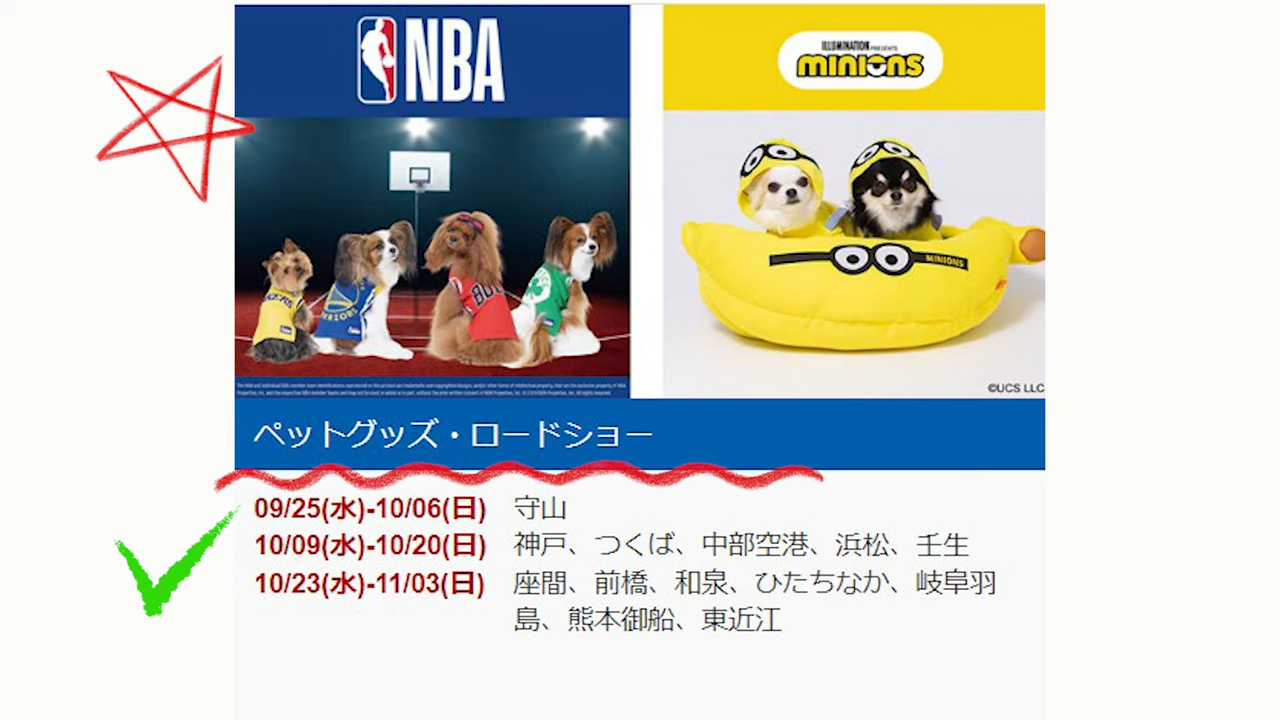 NBA
ILLUMINATION PRESENTS
MINIONS
MINIONS
©UCS LLC
ペットグッズ・ロードショー
09/25(水)-10/06(日) 守山
10/09(水)-10/20(日) 神戸、つくば、中部空港、浜松、壬生
10/23(水)-11/03(日) 座間、前橋、和泉、ひたちなか、岐阜羽
島、熊本御船、東近江